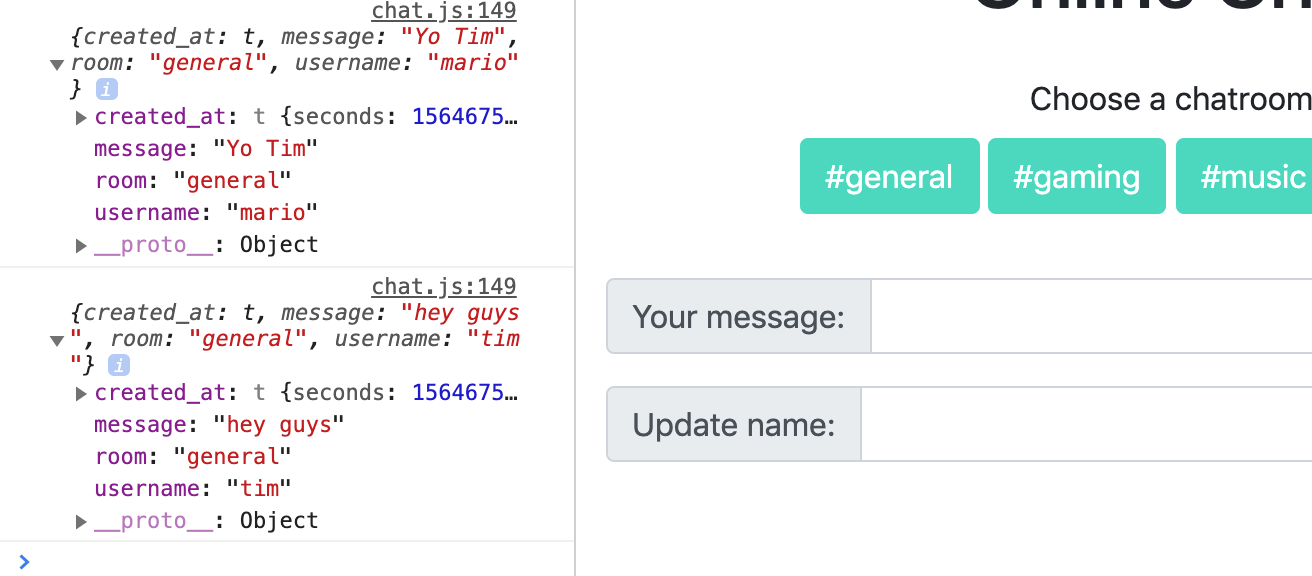 chat.js:149
{created_at: t, message: "Yo Tim",
room: "general", username: "mario"
} i
created_at: t {seconds: 1564675…
message: "Yo Tim"
room: "general"
username: "mario"
__proto__: Object
chat.js:149
{created_at: t, message: "hey guys
", room: "general", username: "tim
"} i
created_at: t {seconds: 1564675…
message: "hey guys"
room: "general"
username: "tim"
__proto__: Object
>
Choose a chatroom
#general #gaming #music
Your message:
Update name: